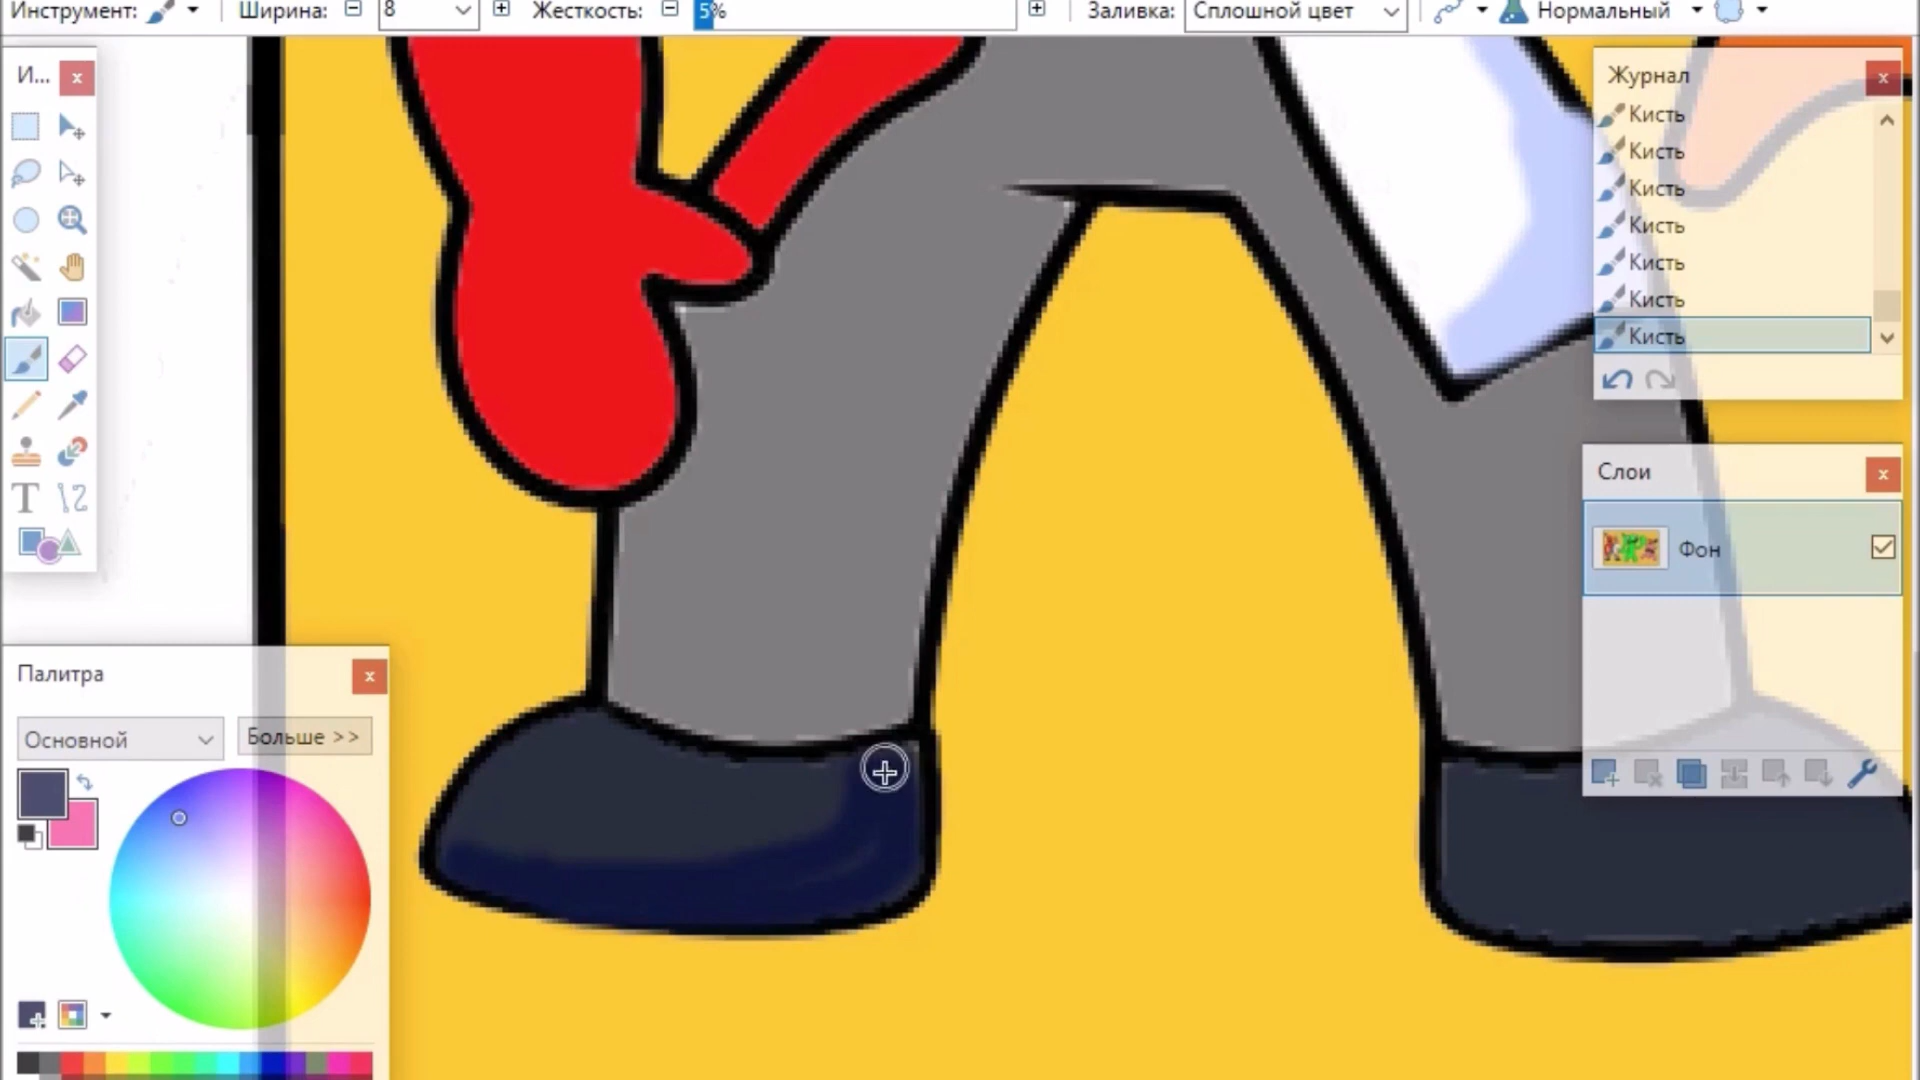 Инструмент: Ширина: 8 Жесткость: 5% Заливка: Сплошной цвет Нормальный
И...
Журнал
Кисть
Кисть
Кисть
Кисть
Кисть
Кисть
Кисть
Слои
Фон
Палитра
Основной Больше >>